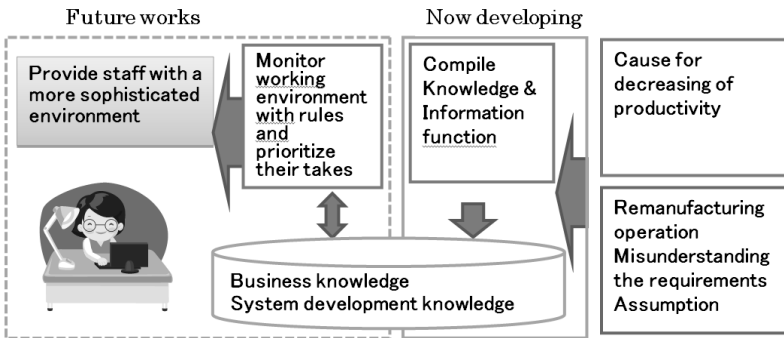 Future works
Now developing
Provide staff with a
more sophisticated
environment
Monitor
working
environment
with rules
and
prioritize
their takes
Compile
Knowledge &
Information
function
Cause for
decreasing of
productivity
Remanufacturing
operation
Misunderstanding
the requirements
Assumption
Business knowledge
System development knowledge